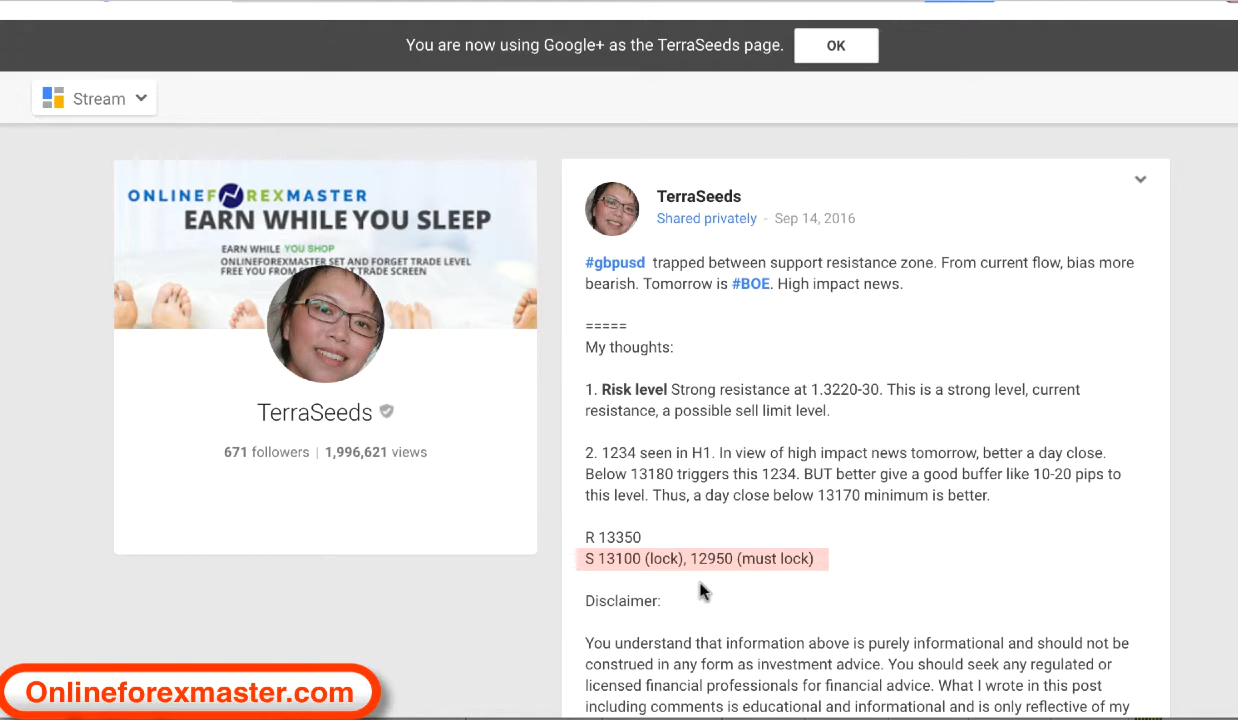 You are now using Google+ as the TerraSeeds page.
OK
Stream
ONLINEFOREXMASTER
EARN WHILE YOU SLEEP
EARN WHILE YOU SHOP
ONLINEFOREXMASTER SET AND FORGET TRADE LEVEL
FREE YOU FROM TRADE SCREEN
TerraSeeds
671 followers | 1,996,621 views
TerraSeeds
Shared privately - Sep 14, 2016
#gbpusd trapped between support resistance zone. From current flow, bias more
bearish. Tomorrow is #BOE. High impact news.
=====
My thoughts:
1. Risk level Strong resistance at 1.3220-30. This is a strong level, current
resistance, a possible sell limit level.
2. 1234 seen in H1. In view of high impact news tomorrow, better a day close.
Below 13180 triggers this 1234. BUT better give a good buffer like 10-20 pips to
this level. Thus, a day close below 13170 minimum is better.
R 13350
S 13100 (lock), 12950 (must lock)
Disclaimer:
You understand that information above is purely informational and should not be
construed in any form as investment advice. You should seek any regulated or
licensed financial professionals for financial advice. What I wrote in this post
including comments is educational and informational and is only reflective of my
Onlineforexmaster.com